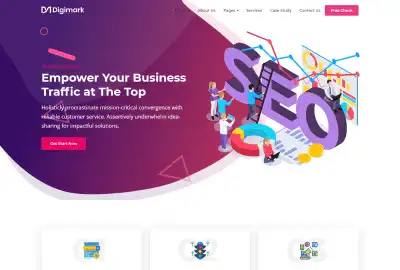 Digimark
About Us
Pages
Services
Case Study
Contact Us
Free Check
Empower Your Business
Traffic at The Top
Holisticly procrastinate mission-critical convergence with
reliable customer service. Assertively underwhelm idea-
sharing for impactful solutions.
Get Start Now
SEO